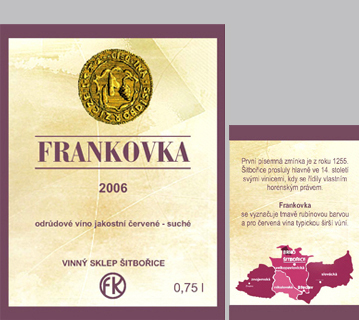 FRANKOVKA
2006
odrůdové víno jakostní červené - suché
VINNÝ SKLEP ŠITBOŘICE
FK
0,75 l
První písemná zmínka je z roku 1255.
Šitbořice prosluly hlavně ve 14. století
svými vinicemi, kdy se řídily vlastním
horenským právem.
Frankovka
se vyznačuje tmavě rubínovou barvou
a pro červená vína typickou širší vůní.
ŠITBOŘICE